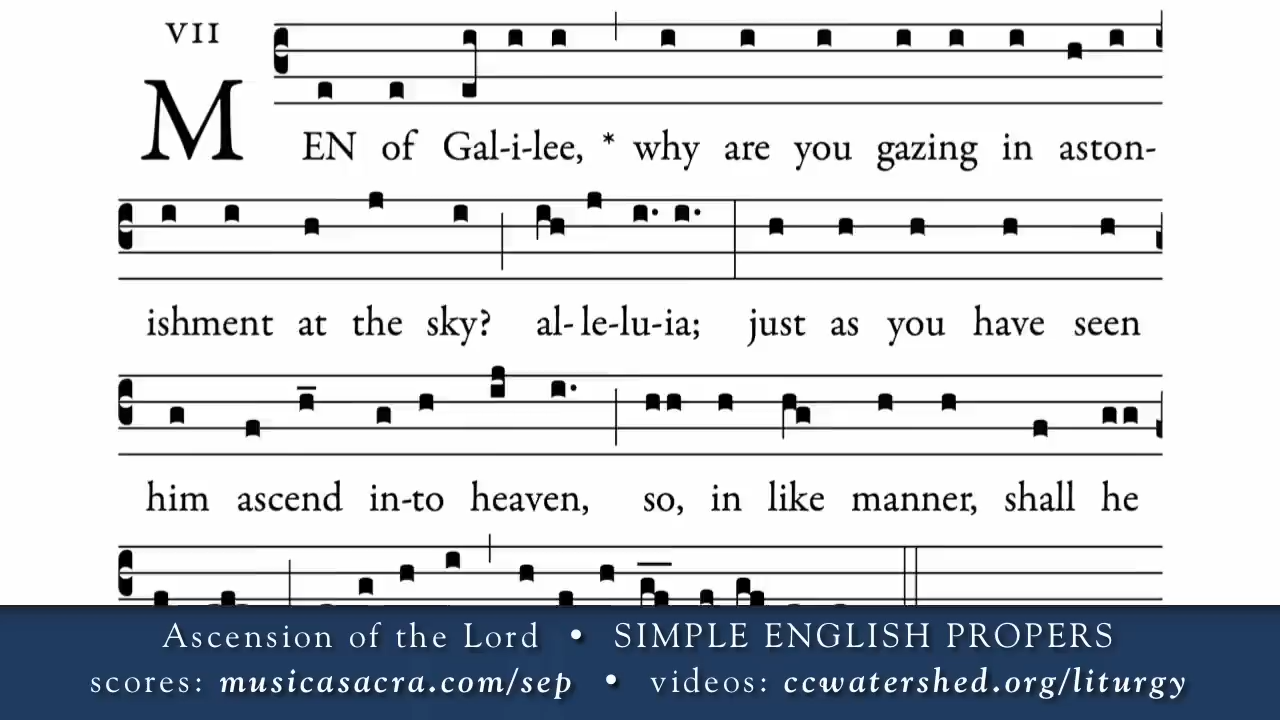 VII
MEN of Gal-i-lee, * why are you gazing in aston-
ishment at the sky? al-le-lu-ia; just as you have seen
him ascend in-to heaven, so, in like manner, shall he
Ascension of the Lord • SIMPLE ENGLISH PROPERS
scores: musicasacra.com/sep • videos: ccwatershed.org/liturgy